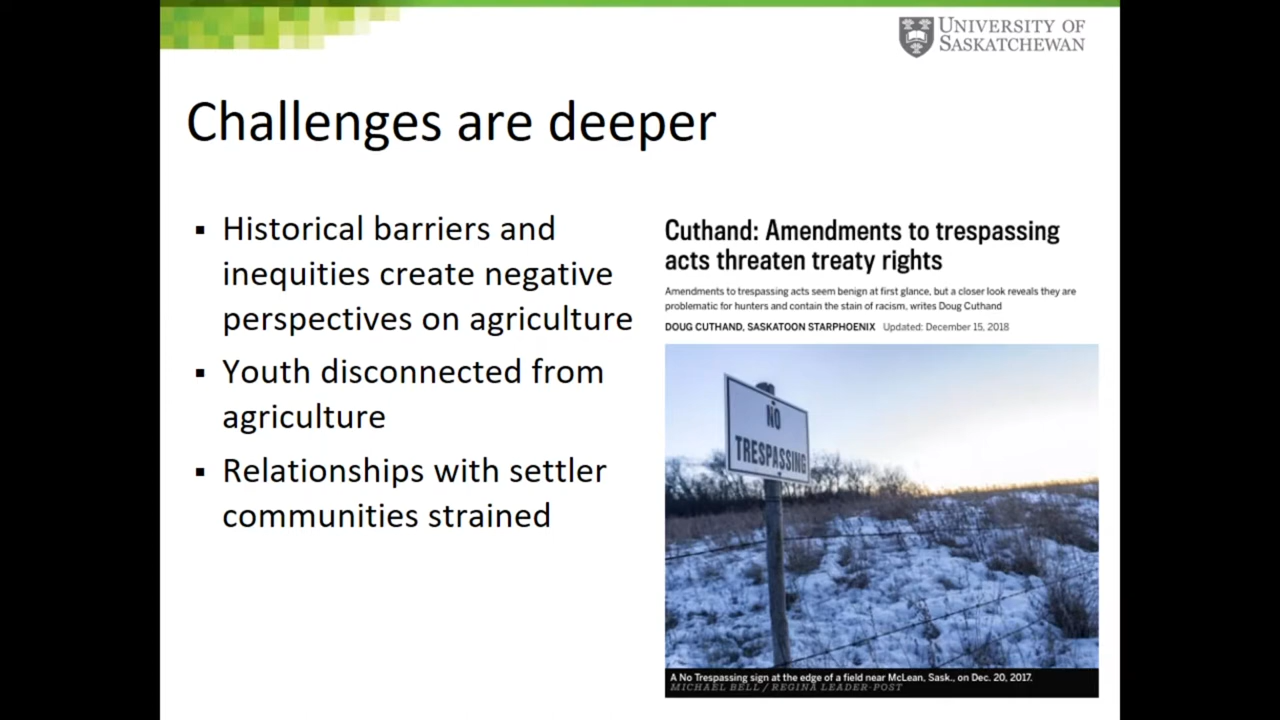 UNIVERSITY OF
SASKATCHEWAN
Challenges are deeper
▪ Historical barriers and
inequities create negative
perspectives on agriculture
▪ Youth disconnected from
agriculture
▪ Relationships with settler
communities strained
Cuthand: Amendments to trespassing
acts threaten treaty rights
Amendments to trespassing acts seem benign at first glance, but a closer look reveals they are
problematic for hunters and contain the stain of racism, writes Doug Cuthand
DOUG CUTHAND, SASKATOON STARPHOENIX Updated: December 15, 2018
NO
TRESPASSING
A No Trespassing sign at the edge of a field near McLean, Sask., on Dec. 20, 2017.
MICHAEL BELL / REGINA LEADER-POST